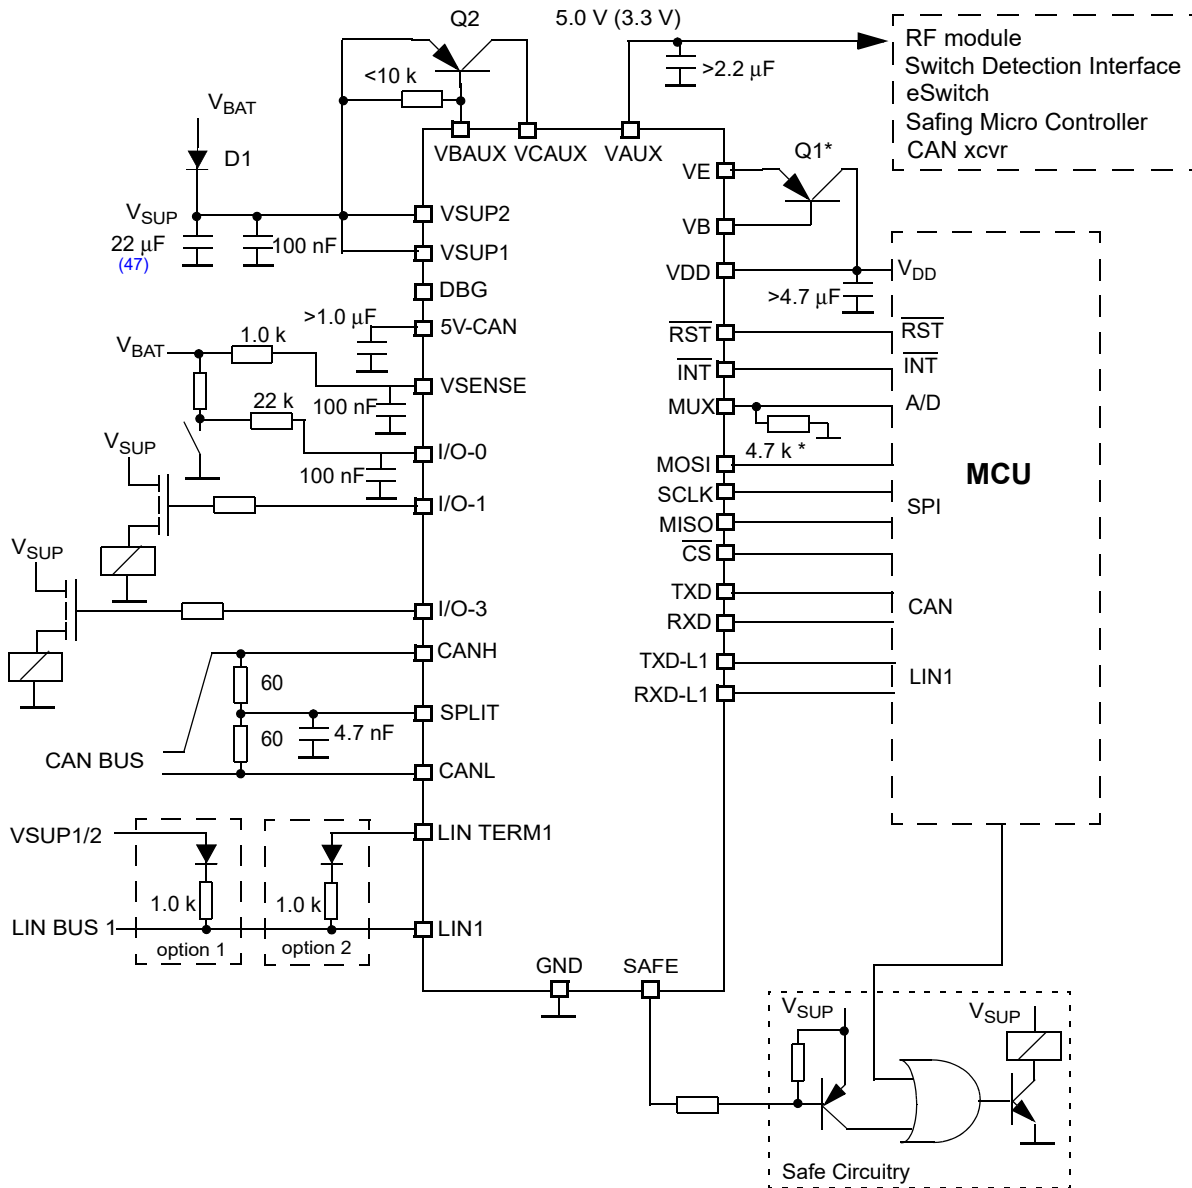 Q2
5.0 V (3.3 V)
RF module
Switch Detection Interface
eSwitch
Safing Micro Controller
CAN xcvr
>2.2 μF
<10 k
VBAT
D1
VBAUX
VCAUX
VAUX
Q1*
VE
VB
VSUP
VSUP2
22 μF
(47)
100 nF
VSUP1
VDD
VDD
>4.7 μF
DBG
>1.0 μF
5V-CAN
RST
RST
VBAT
1.0 k
INT
INT
VSENSE
100 nF
MUX
A/D
4.7 k *
22 k
I/O-0
100 nF
VSUP
MOSI
SCLK
MISO
CS
SPI
MCU
I/O-1
VSUP
I/O-3
TXD
RXD
CAN
CANH
60
TXD-L1
RXD-L1
LIN1
SPLIT
60
4.7 nF
CAN BUS
CANL
VSUP1/2
LIN TERM1
1.0 k
1.0 k
LIN BUS 1
LIN1
option 1
option 2
GND
SAFE
VSUP
VSUP
Safe Circuitry